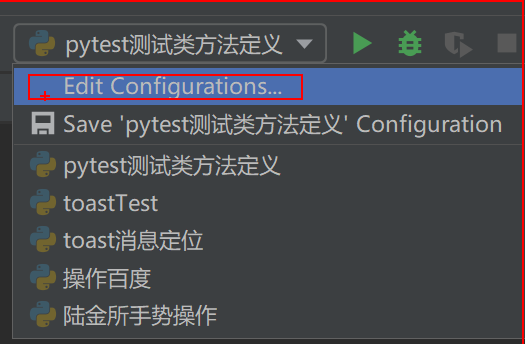 pytest测试类方法定义
Edit Configurations...
Save 'pytest测试类方法定义' Configuration
pytest测试类方法定义
toastTest
toast消息定位
操作百度
陆金所手势操作